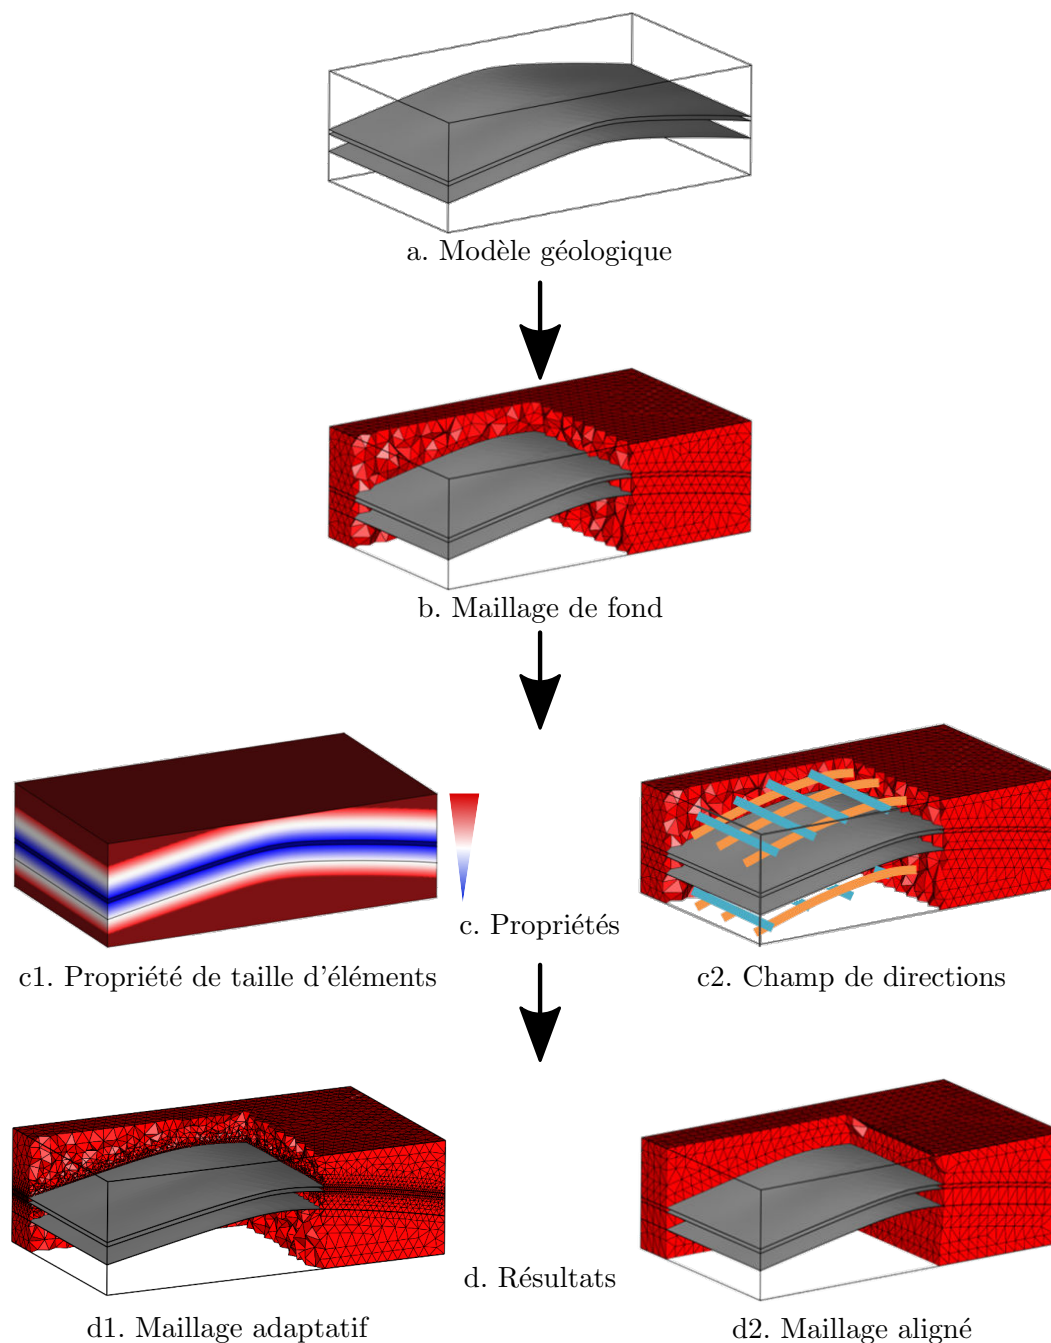 a. Modèle géologique
b. Maillage de fond
c. Propriétés
c1. Propriété de taille d'éléments
c2. Champ de directions
d. Résultats
d1. Maillage adaptatif
d2. Maillage aligné